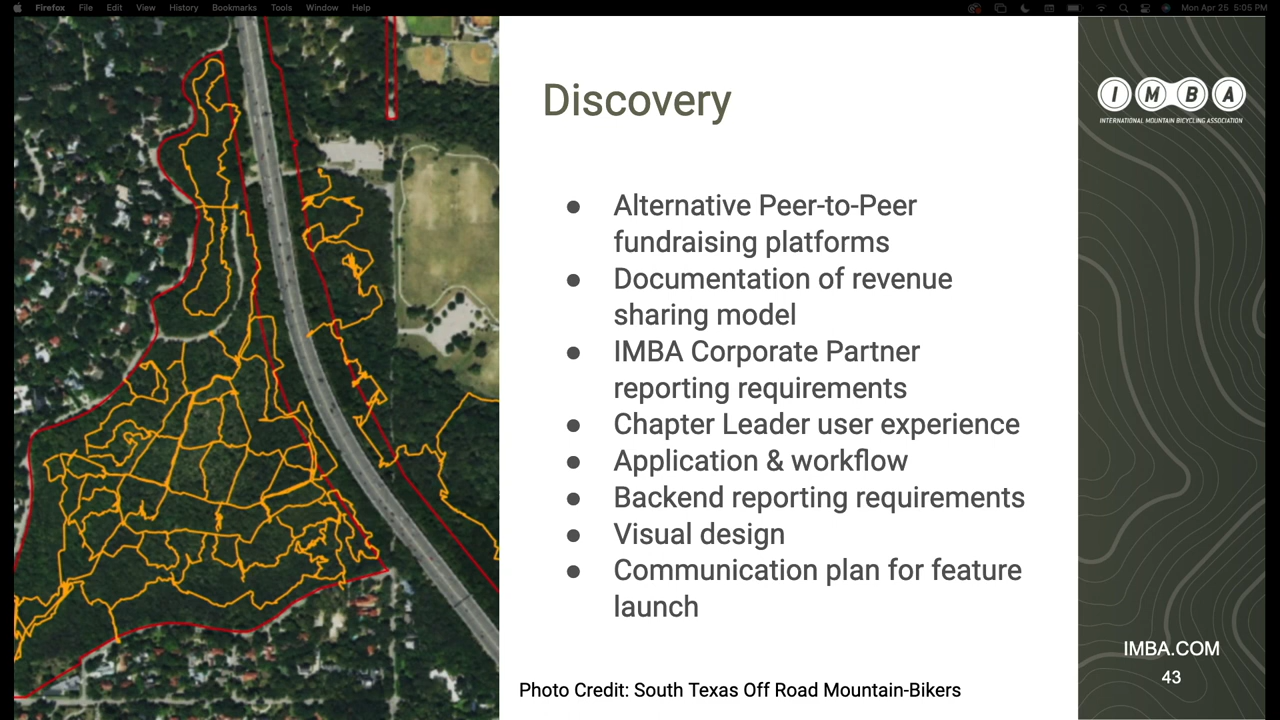 Firefox File Edit View History Bookmarks Tools Window Help Mon Apr 25 5:05 PM
Discovery
● Alternative Peer-to-Peer
fundraising platforms
● Documentation of revenue
sharing model
● IMBA Corporate Partner
reporting requirements
● Chapter Leader user experience
● Application & workflow
● Backend reporting requirements
● Visual design
● Communication plan for feature
launch
Photo Credit: South Texas Off Road Mountain-Bikers
IMBA
INTERNATIONAL MOUNTAIN BICYCLING ASSOCIATION
IMBA.COM
43